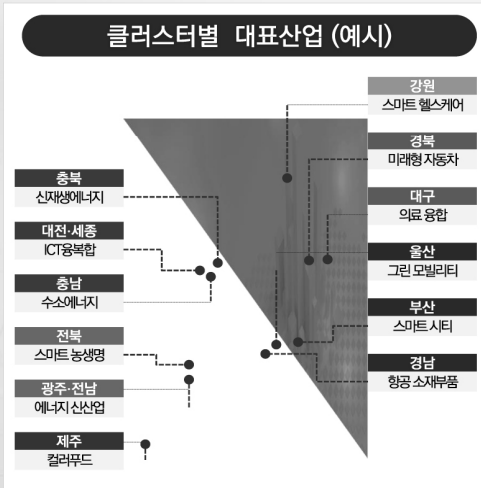 클러스터별 대표산업 (예시)
강원
스마트 헬스케어
경북
미래형 자동차
충북
신재생에너지
대구
의료 융합
대전·세종
ICT융복합
울산
그린 모빌리티
충남
수소에너지
부산
스마트 시티
전북
스마트 농생명
경남
항공 소재부품
광주·전남
에너지 신산업
제주
컬러푸드